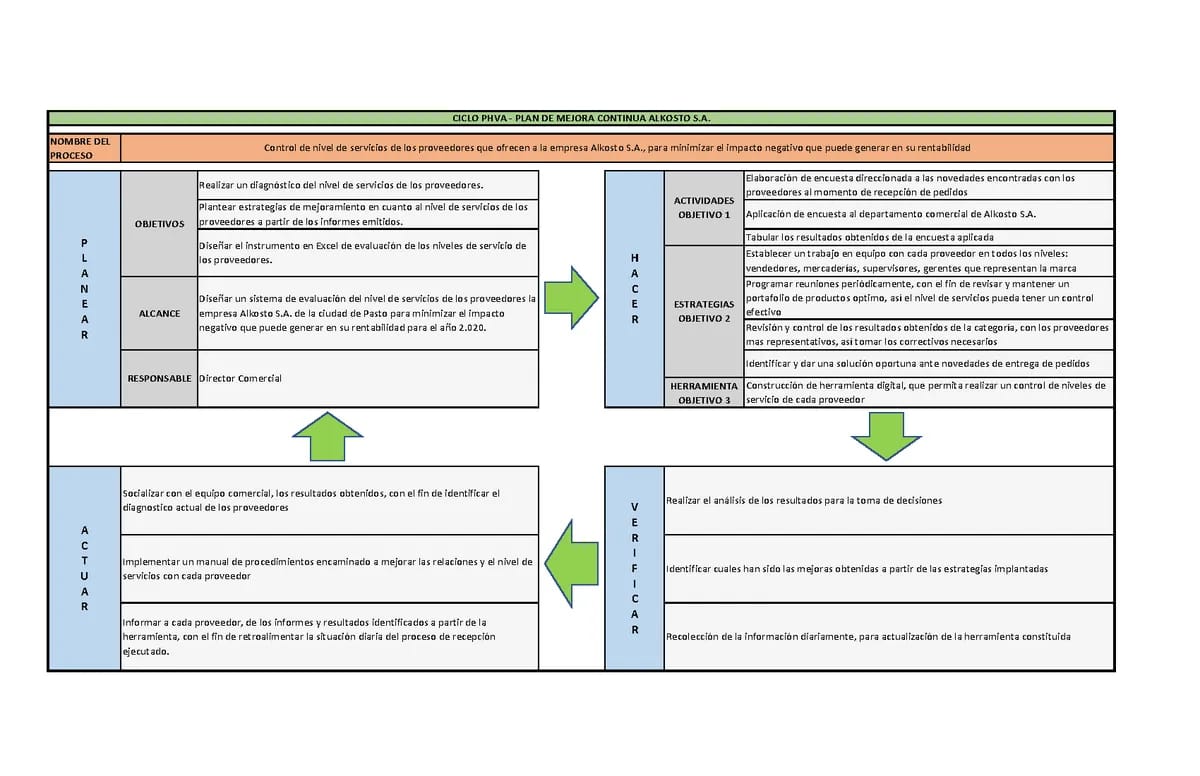 CICLO PHVA - PLAN DE MEJORA CONTINUA ALKOSTO S.A.
NOMBRE DEL
PROCESO
Control de nivel de servicios de los proveedores que ofrecen a la empresa Alkosto S.A., para minimizar el impacto negativo que puede generar en su rentabilidad
P
L
A
N
E
A
R
OBJETIVOS
Realizar un diagnóstico del nivel de servicios de los proveedores.
Plantear estrategias de mejoramiento en cuanto al nivel de servicios de los
proveedores a partir de los informes emitidos.
Diseñar el instrumento en Excel de evaluación de los niveles de servicio de
los proveedores.
ALCANCE
Diseñar un sistema de evaluación del nivel de servicios de los proveedores la
empresa Alkosto S.A. de la ciudad de Pasto para minimizar el impacto
negativo que puede generar en su rentabilidad para el año 2.020.
RESPONSABLE
Director Comercial
H
A
C
E
R
ACTIVIDADES
OBJETIVO 1
Elaboración de encuesta direccionada a las novedades encontradas con los
proveedores al momento de recepción de pedidos
Aplicación de encuesta al departamento comercial de Alkosto S.A.
Tabular los resultados obtenidos de la encuesta aplicada
ESTRATEGIAS
OBJETIVO 2
Establecer un trabajo en equipo con cada proveedor en todos los niveles:
vendedores, mercaderías, supervisores, gerentes que representan la marca
Programar reuniones periódicamente, con el fin de revisar y mantener un
portafolio de productos optimo, asi el nivel de servicios pueda tener un control
efectivo
Revisión y control de los resultados obtenidos de la categoría, con los proveedores
mas representativos, asi tomar los correctivos necesarios
Identificar y dar una solución oportuna ante novedades de entrega de pedidos
HERRAMIENTA
OBJETIVO 3
Construcción de herramienta digital, que permita realizar un control de niveles de
servicio de cada proveedor
A
C
T
U
A
R
Socializar con el equipo comercial, los resultados obtenidos, con el fin de identificar el
diagnostico actual de los proveedores
Implementar un manual de procedimientos encaminado a mejorar las relaciones y el nivel de
servicios con cada proveedor
Informar a cada proveedor, de los informes y resultados identificados a partir de la
herramienta, con el fin de retroalimentar la situación diaria del proceso de recepción
ejecutado.
V
E
R
I
F
I
C
A
R
Realizar el análisis de los resultados para la toma de decisiones
Identificar cuales han sido las mejoras obtenidas a partir de las estrategias implantadas
Recolección de la información diariamente, para actualización de la herramienta constituida